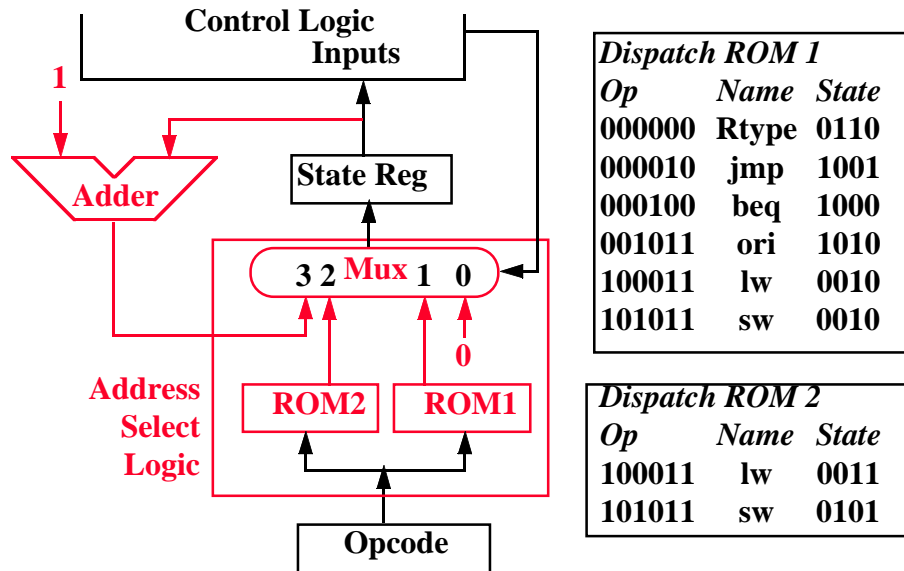 Control Logic
Inputs
1
State Reg
Adder
3 2 Mux 1 0
0
Address
Select
Logic
ROM2
ROM1
Opcode
Dispatch ROM 1
Op Name State
000000 Rtype 0110
000010 jmp 1001
000100 beq 1000
001011 ori 1010
100011 lw 0010
101011 sw 0010
Dispatch ROM 2
Op Name State
100011 lw 0011
101011 sw 0101